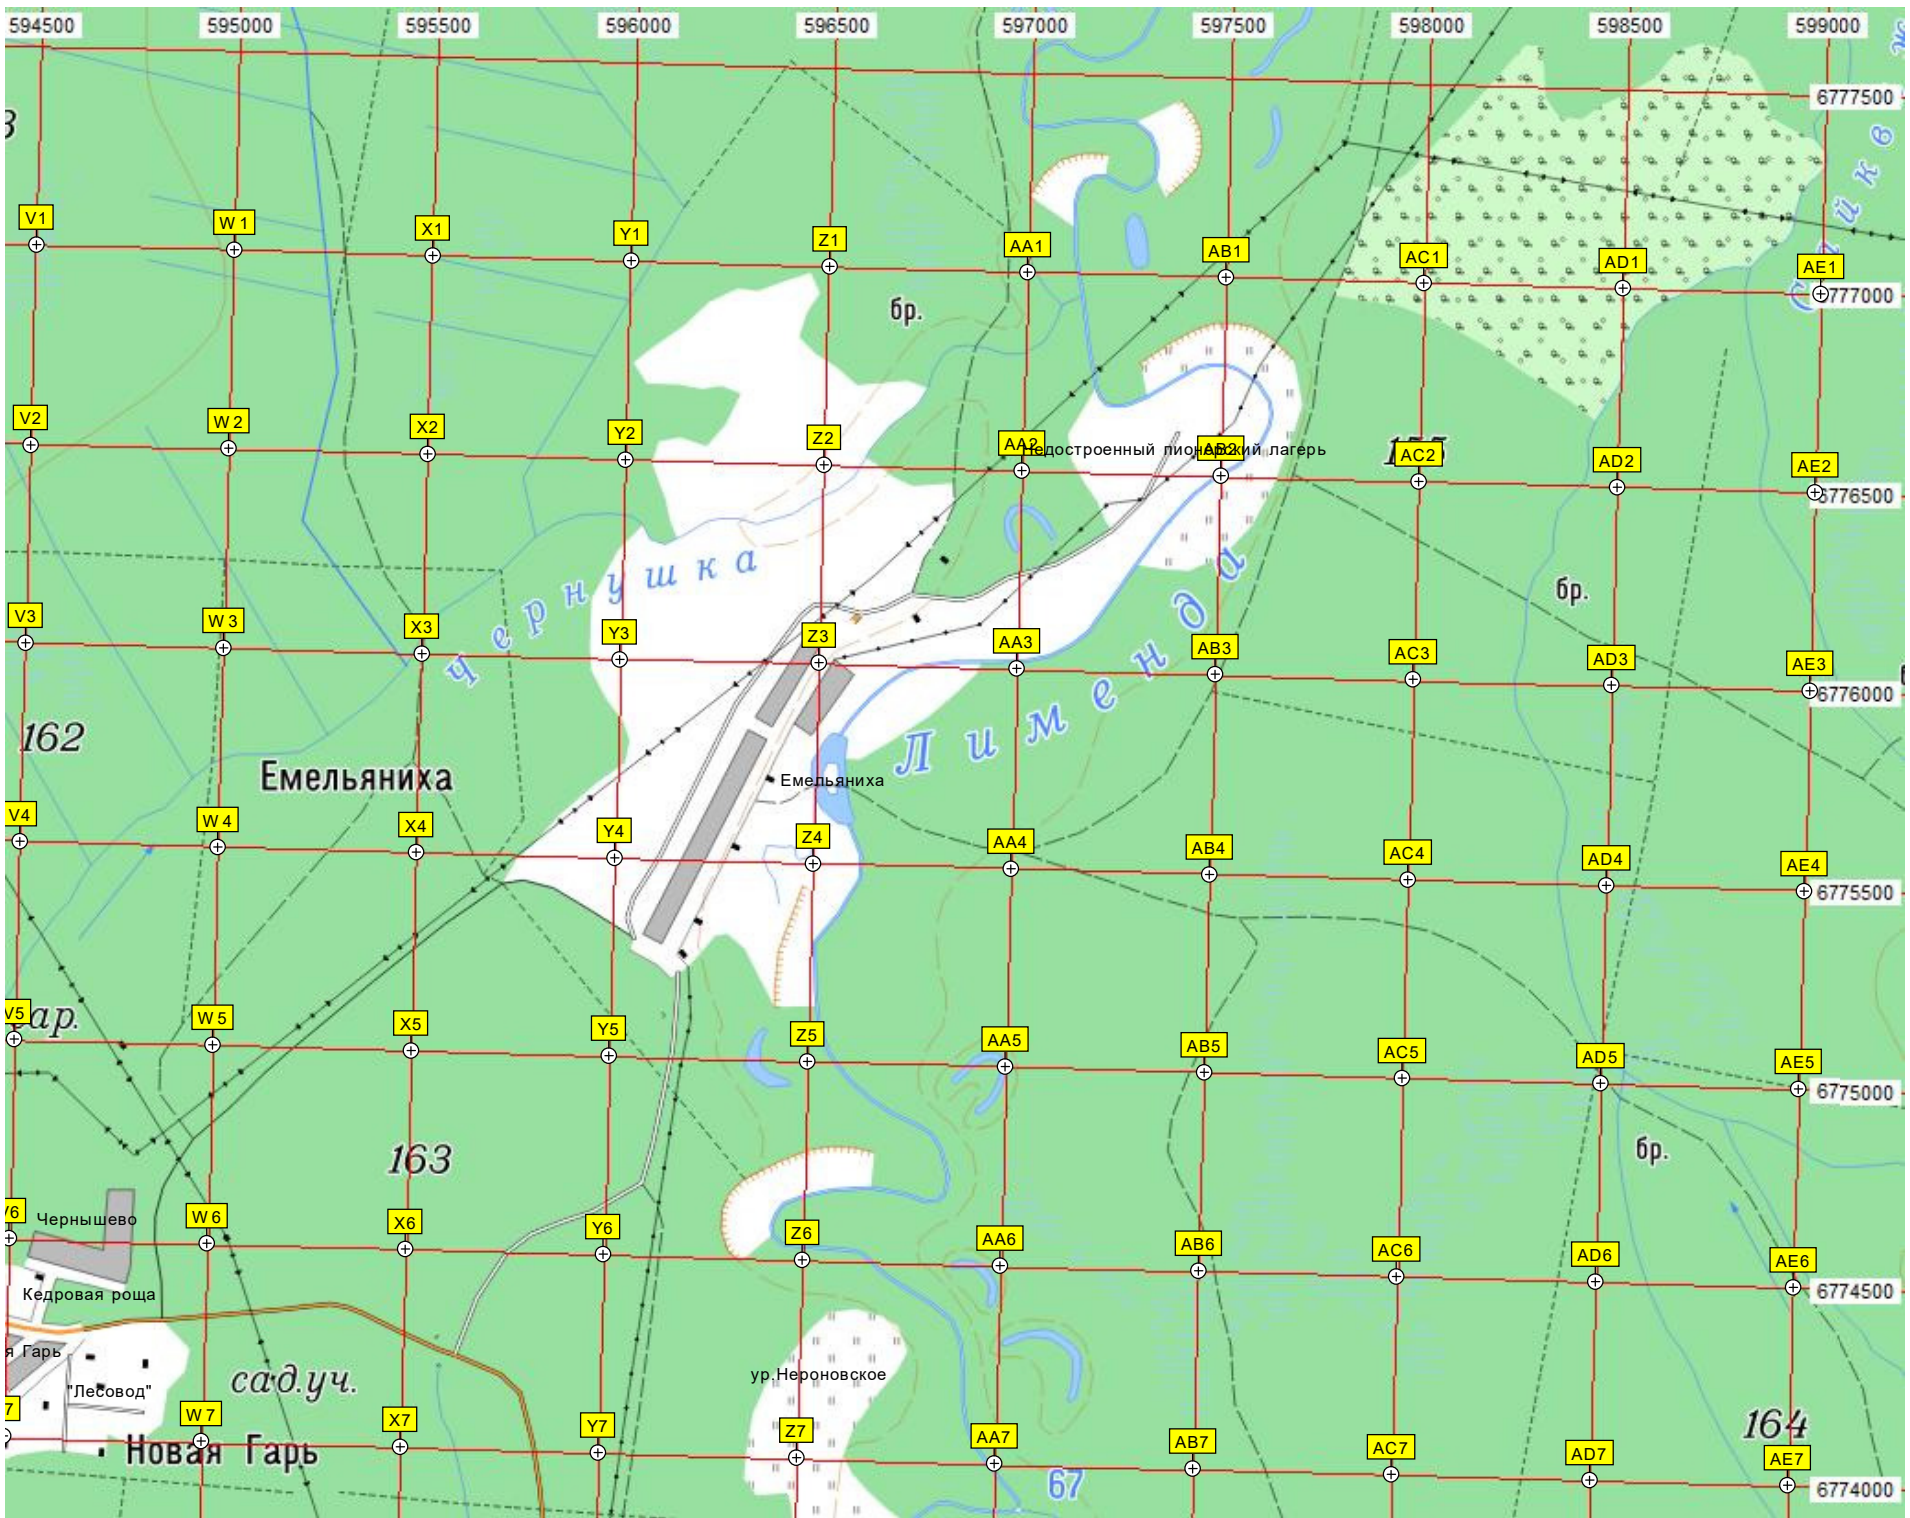 594500 595000 595500 596000 596500 597000 597500 598000 598500 599000
6777500
V1 W1 X1 Y1 Z1 AA1 AB1 AC1 AD1 AE1
6777000
бр.
V2 W2 X2 Y2 Z2 AA2 AB2 AC2 AD2 AE2
Недостроенный пионерский лагерь
155
6776500
Чернушка
бр.
V3 W3 X3 Y3 Z3 AA3 AB3 AC3 AD3 AE3
6776000
Лименда
162
Емельяниха
Емельяниха
V4 W4 X4 Y4 Z4 AA4 AB4 AC4 AD4 AE4
6775500
V5 W5 X5 Y5 Z5 AA5 AB5 AC5 AD5 AE5
ар.
6775000
163
бр.
V6 W6 X6 Y6 Z6 AA6 AB6 AC6 AD6 AE6
Чернышево
6774500
Кедровая роща
я Гарь
"Лесовод"
сад.уч.
ур.Нероновское
7 W7 X7 Y7 Z7 AA7 AB7 AC7 AD7 AE7
Новая Гарь
164
67
6774000